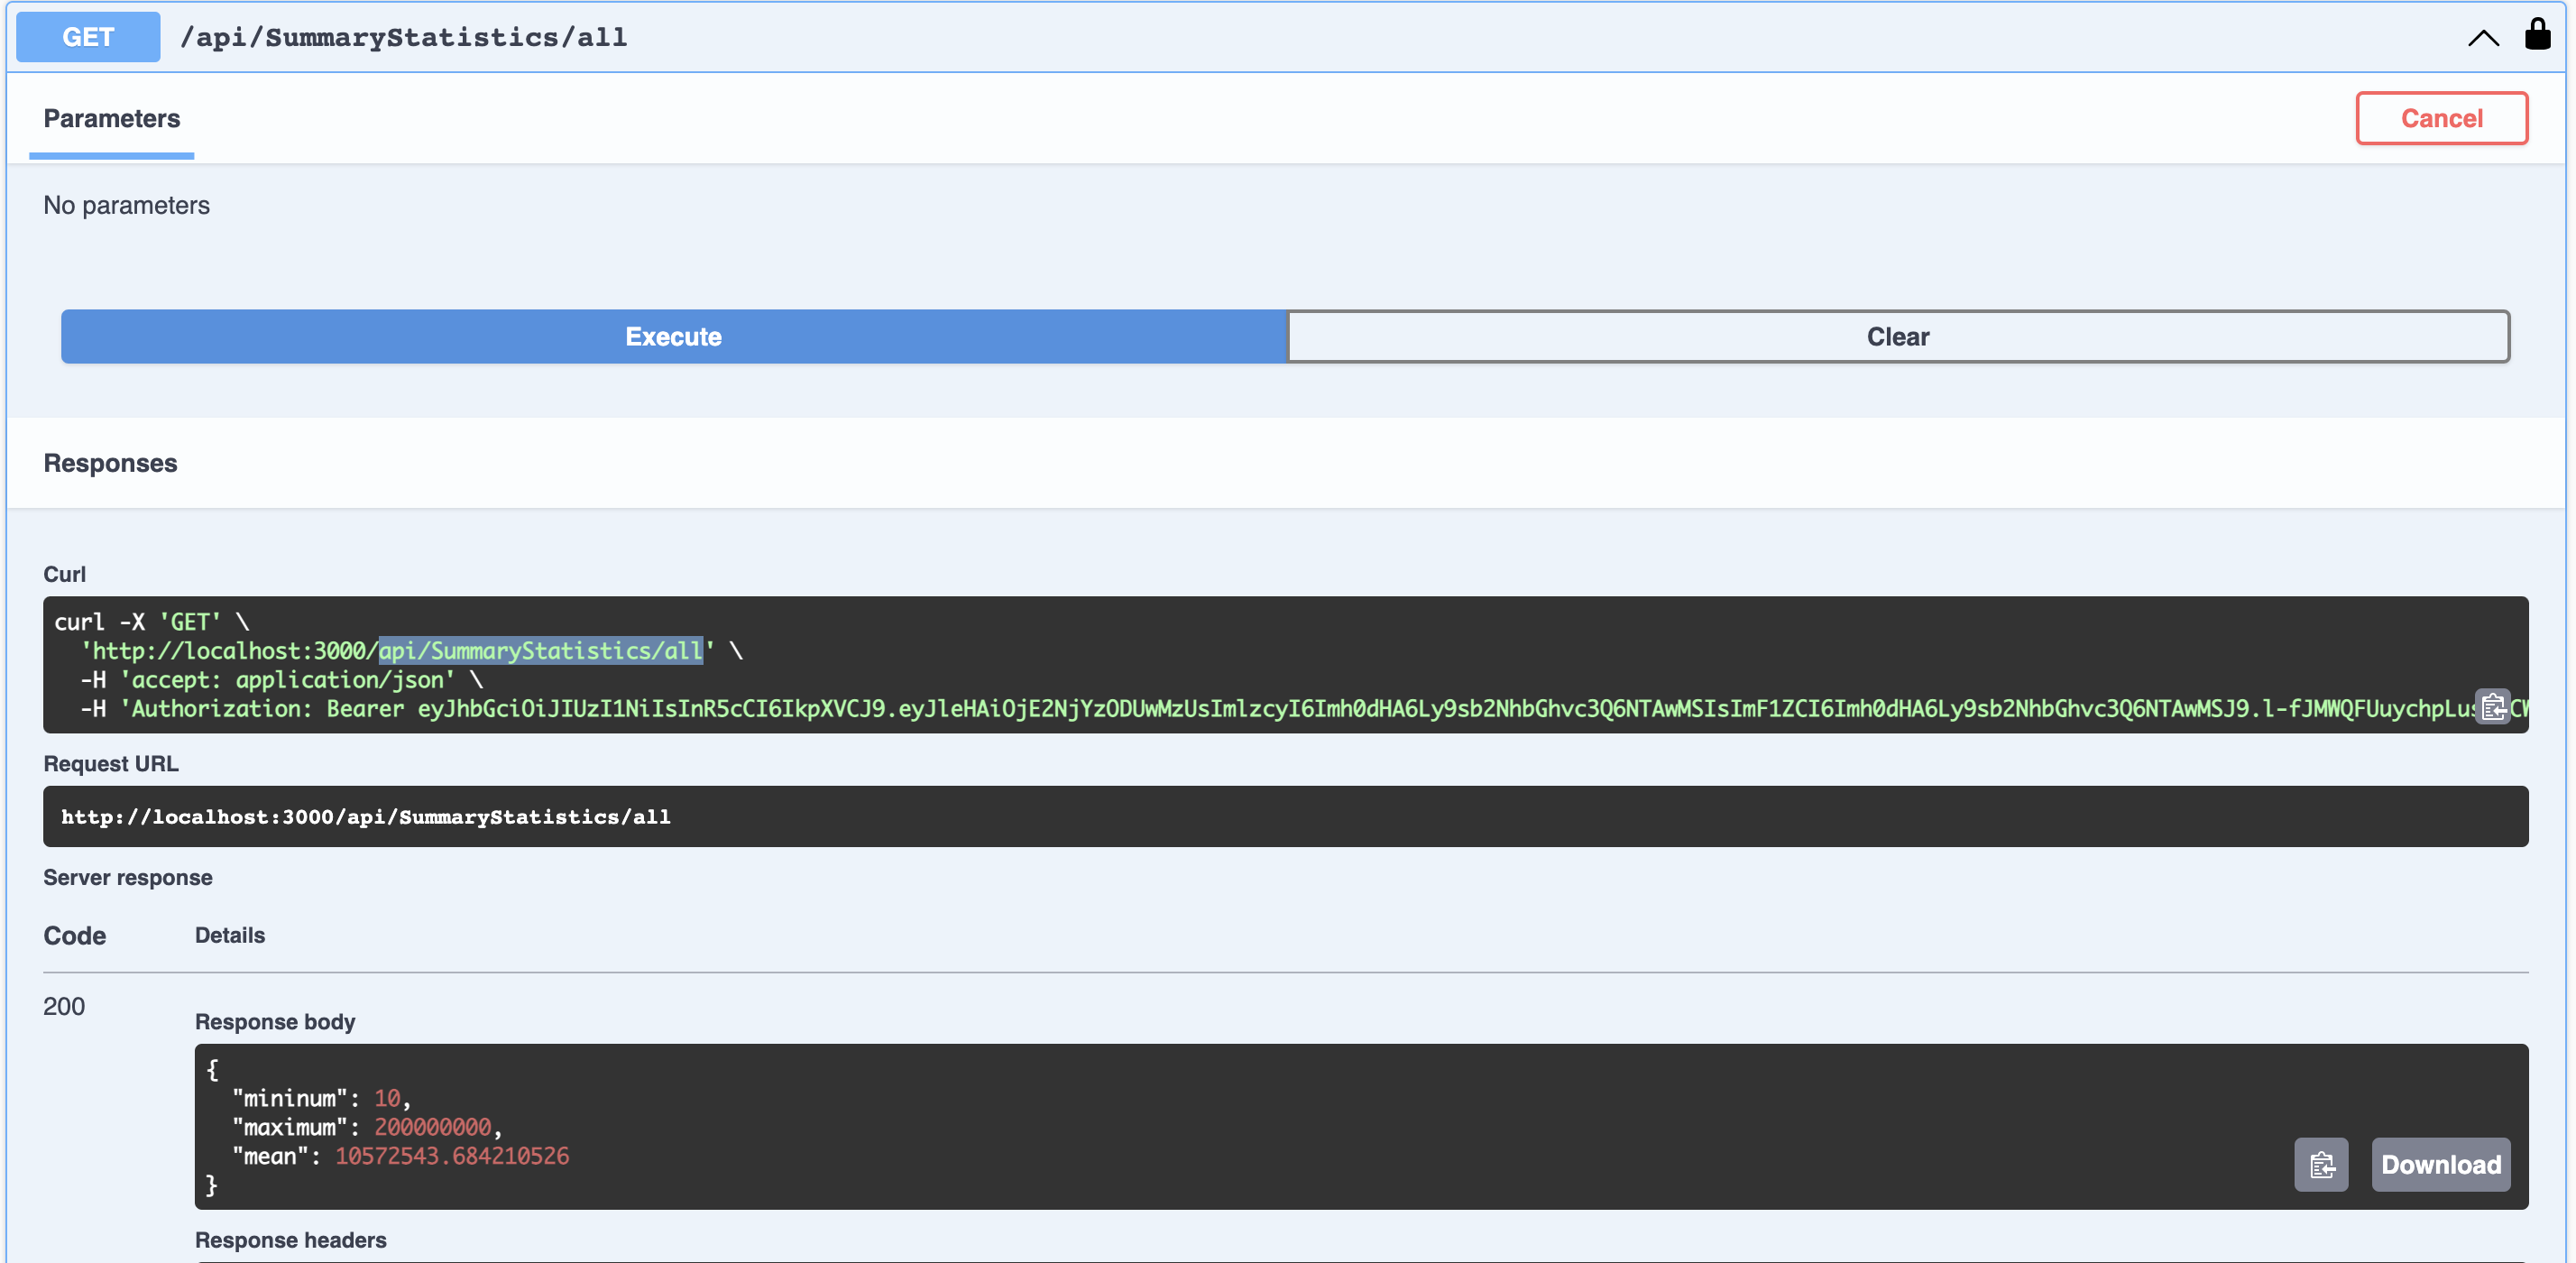 GET /api/SummaryStatistics/all
Parameters
Cancel
No parameters
Execute
Clear
Responses
Curl
curl -X 'GET' \
'http://localhost:3000/api/SummaryStatistics/all' \
-H 'accept: application/json' \
-H 'Authorization: Bearer eyJhbGciOiJIUzI1NiIsInR5cCI6IkpXVCJ9.eyJleHAiOjE2NjYzODUwMzUsImlzcyI6Imh0dHA6Ly9sb2NhbGhvc3Q6NTAwMSIsImF1ZCI6Imh0dHA6Ly9sb2NhbGhvc3Q6NTAwMSJ9.l-fJMWQFUuychpLus
Request URL
http://localhost:3000/api/SummaryStatistics/all
Server response
Code
Details
200
Response body
{
"mininum": 10,
"maximum": 200000000,
"mean": 10572543.684210526
}
Download
Response headers